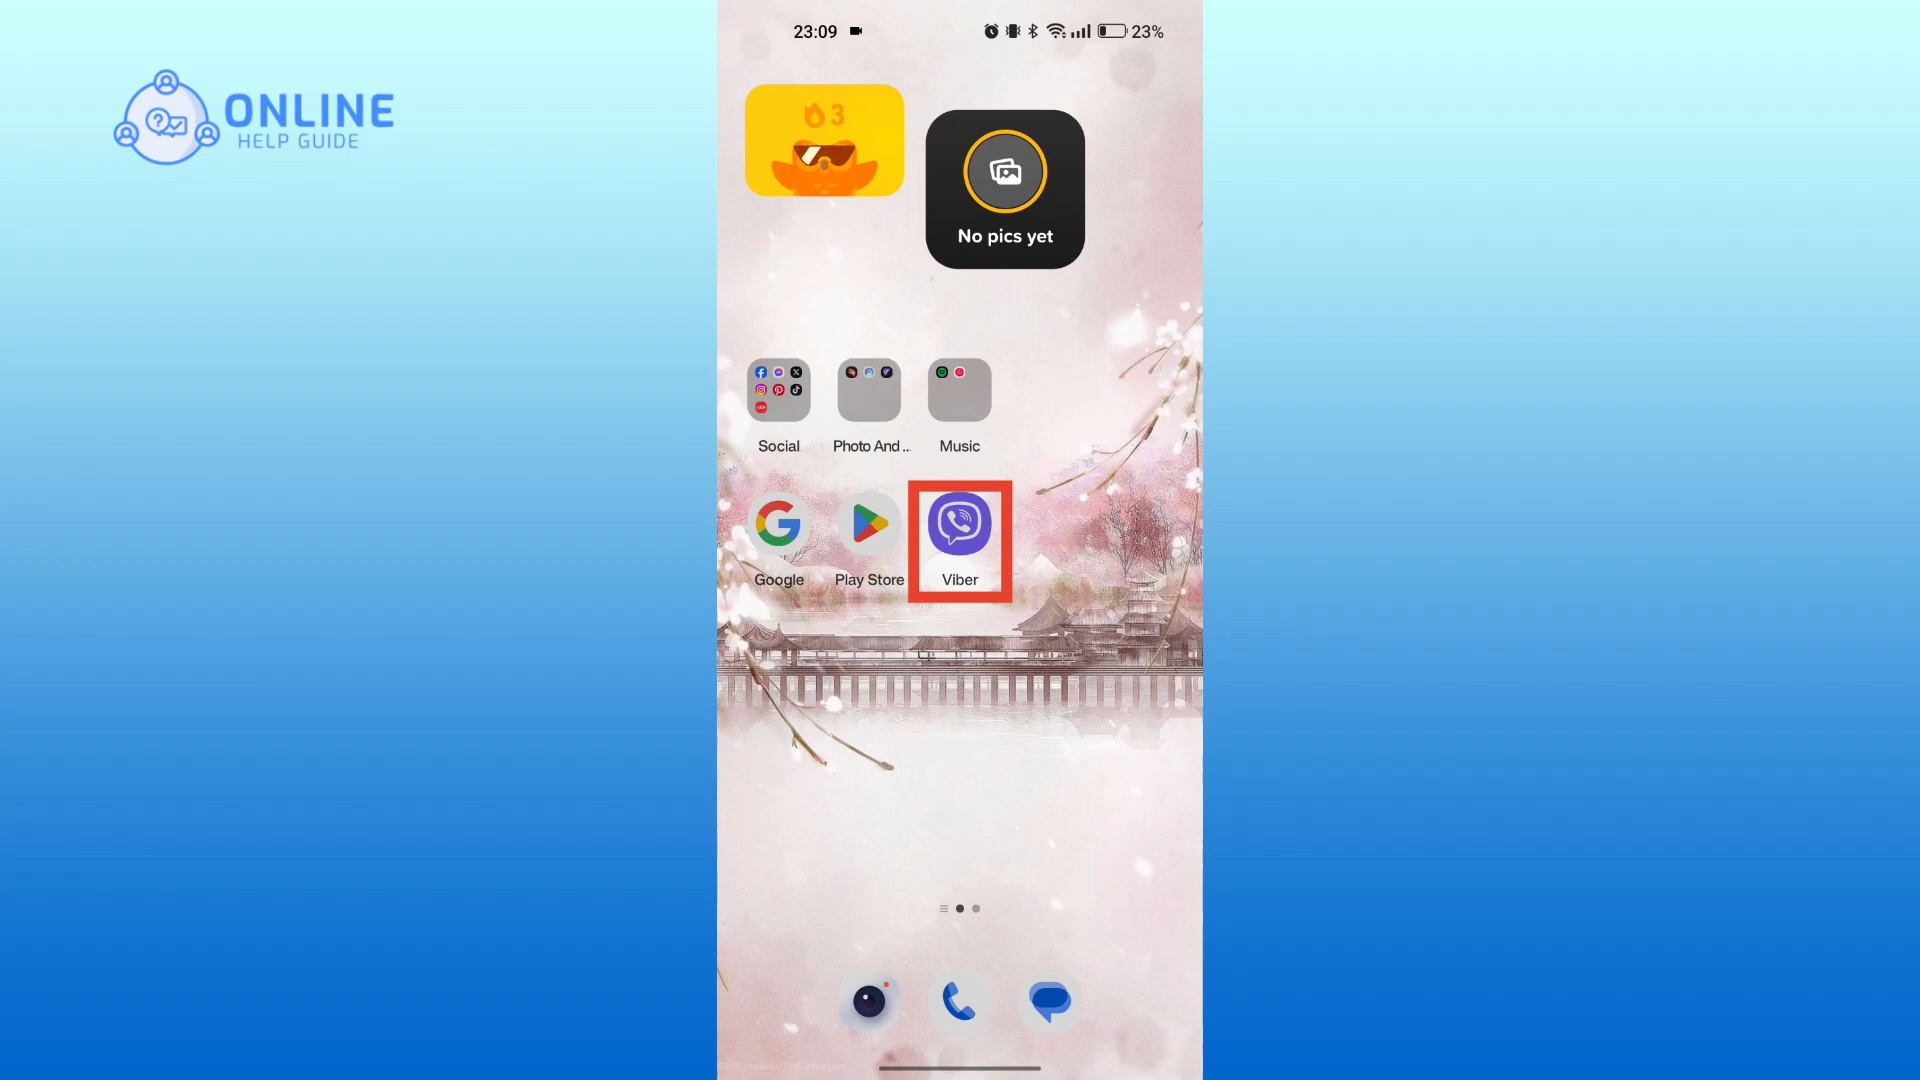 ONLINE
HELP GUIDE
23:09
23%
3
No pics yet
Social
Photo And ...
Music
Google
Play Store
Viber